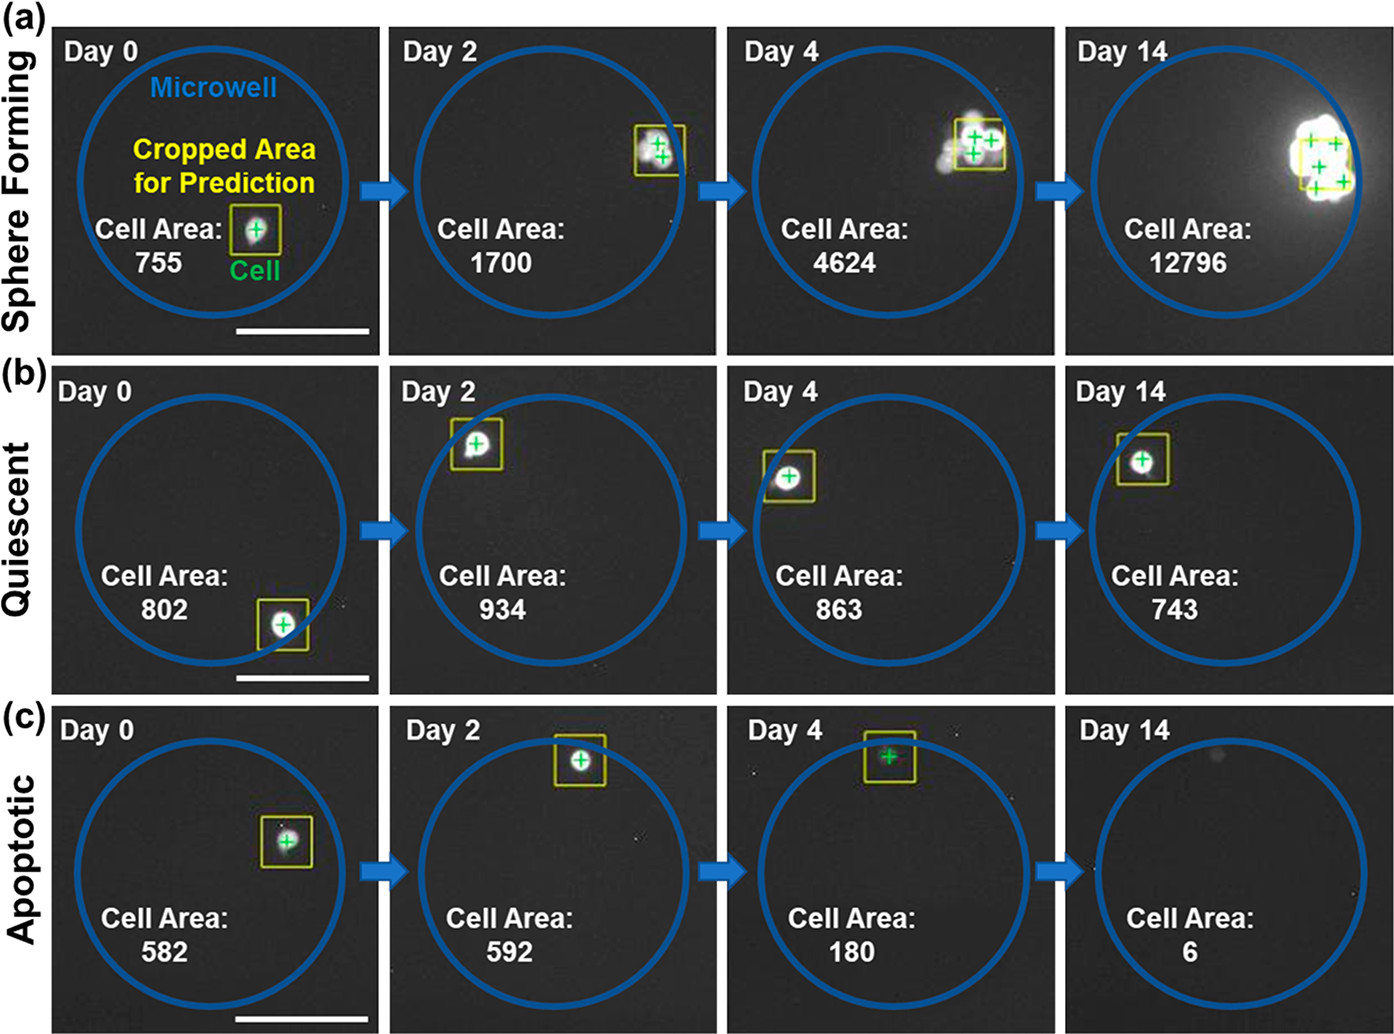 (a)
Sphere Forming
Day 0
Microwell
Cropped Area
for Prediction
Cell Area:
755
Cell
Day 2
Cell Area:
1700
Day 4
Cell Area:
4624
Day 14
Cell Area:
12796
(b)
Quiescent
Day 0
Cell Area:
802
Day 2
Cell Area:
934
Day 4
Cell Area:
863
Day 14
Cell Area:
743
(c)
Apoptotic
Day 0
Cell Area:
582
Day 2
Cell Area:
592
Day 4
Cell Area:
180
Day 14
Cell Area:
6